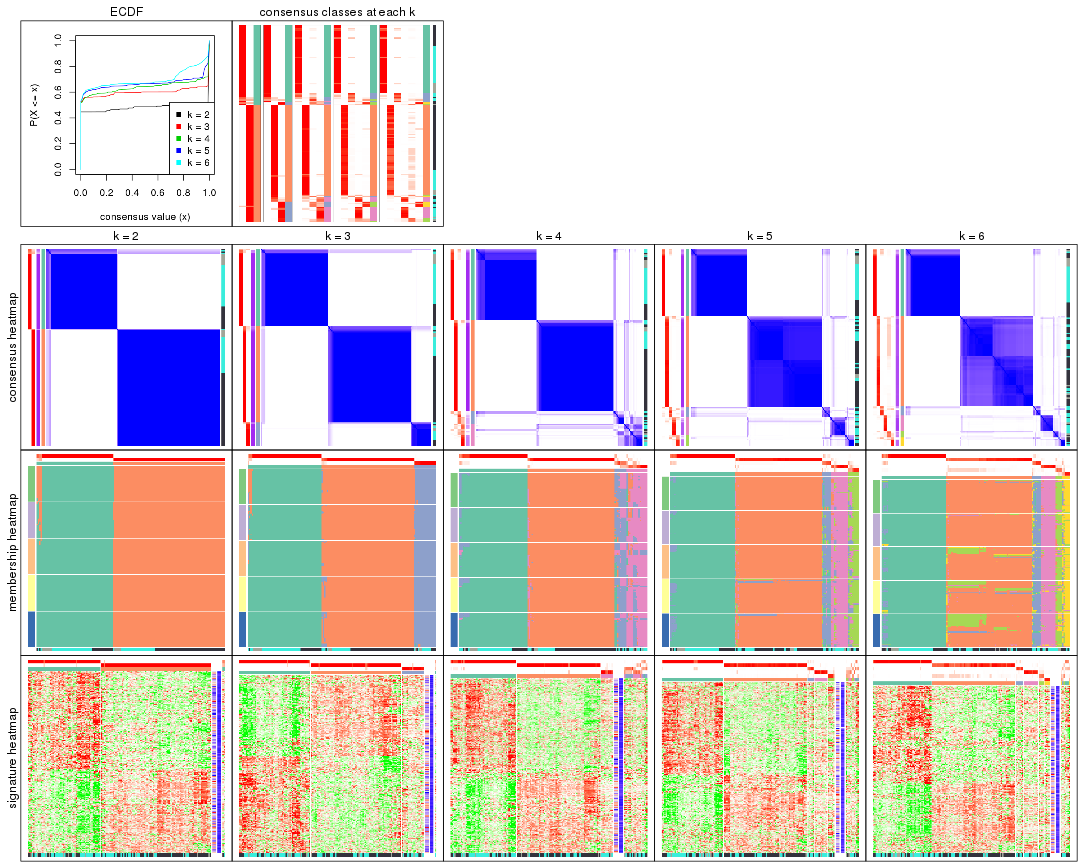 ECDF
consensus classes at each k
P(X <= x)
0.0 0.2 0.4 0.6 0.8 1.0
k = 2
k = 3
k = 4
k = 5
k = 6
0.0 0.2 0.4 0.6 0.8 1.0
consensus value (x)
k = 2
k = 3
k = 4
k = 5
k = 6
consensus heatmap
membership heatmap
signature heatmap